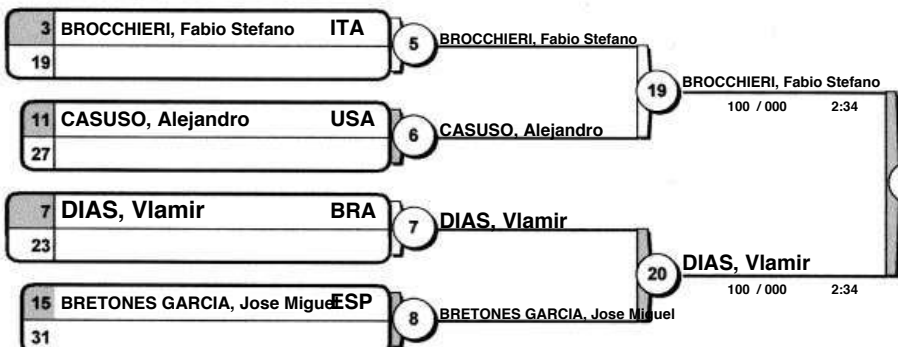 3 BROCCHIERI, Fabio Stefano ITA
19
5
BROCCHIERI, Fabio Stefano
11 CASUSO, Alejandro USA
27
6
CASUSO, Alejandro
19
BROCCHIERI, Fabio Stefano
100 / 000 2:34
7 DIAS, Vlamir BRA
23
7
DIAS, Vlamir
15 BRETONES GARCIA, Jose Miguel ESP
31
8
BRETONES GARCIA, Jose Miguel
20
DIAS, Vlamir
100 / 000 2:34